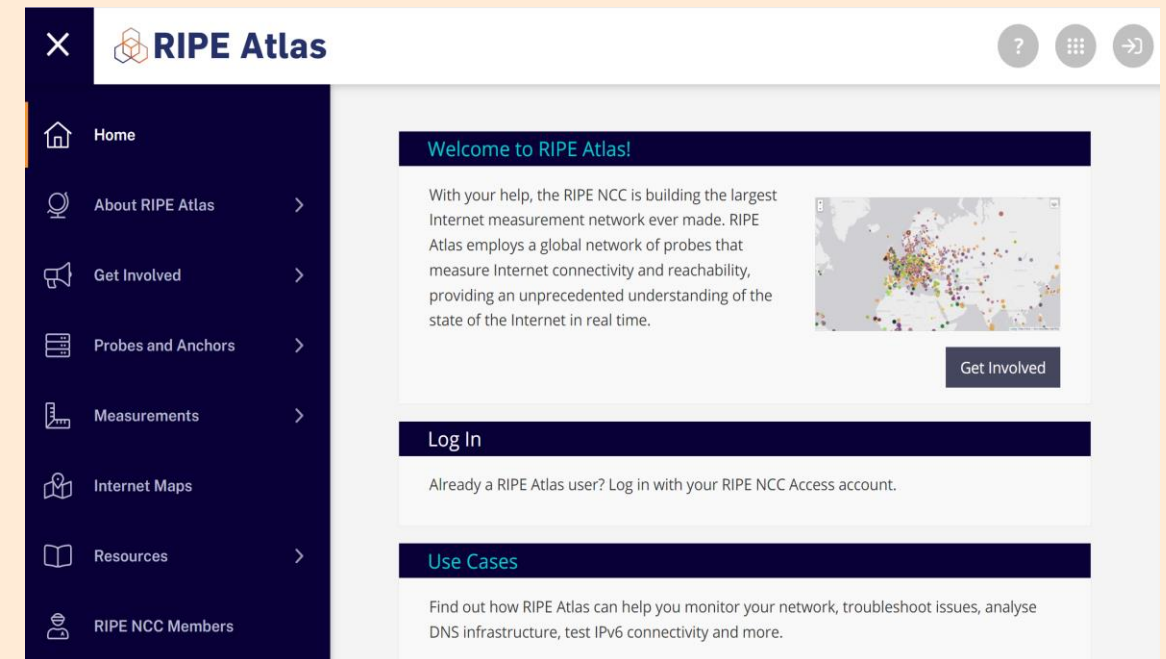 RIPE Atlas
?
Home
About RIPE Atlas
Get Involved
Probes and Anchors
Measurements
Internet Maps
Resources
RIPE NCC Members
Welcome to RIPE Atlas!
With your help, the RIPE NCC is building the largest
Internet measurement network ever made. RIPE
Atlas employs a global network of probes that
measure Internet connectivity and reachability,
providing an unprecedented understanding of the
state of the Internet in real time.
Get Involved
Log In
Already a RIPE Atlas user? Log in with your RIPE NCC Access account.
Use Cases
Find out how RIPE Atlas can help you monitor your network, troubleshoot issues, analyse
DNS infrastructure, test IPv6 connectivity and more.